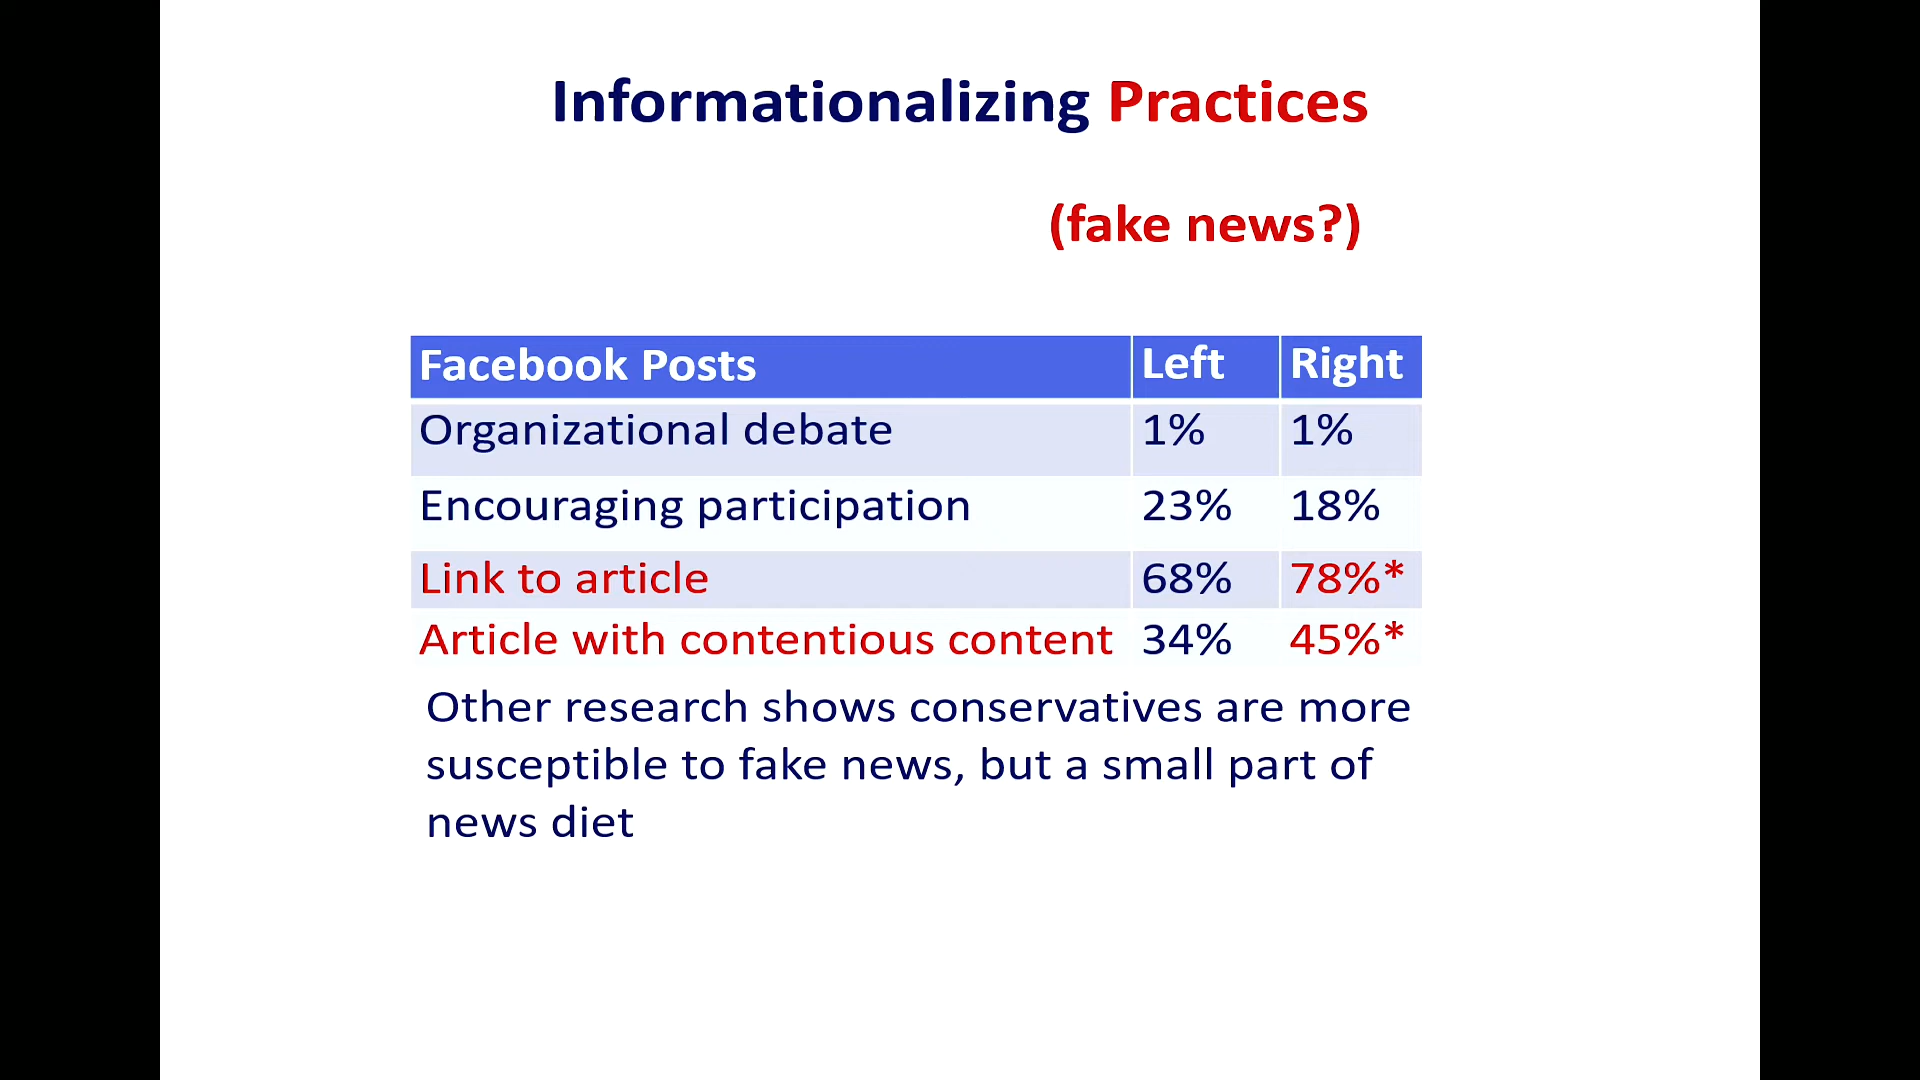 Informationalizing Practices
(fake news?)
Facebook Posts Left Right
Organizational debate 1% 1%
Encouraging participation 23% 18%
Link to article 68% 78%*
Article with contentious content 34% 45%*
Other research shows conservatives are more
susceptible to fake news, but a small part of
news diet